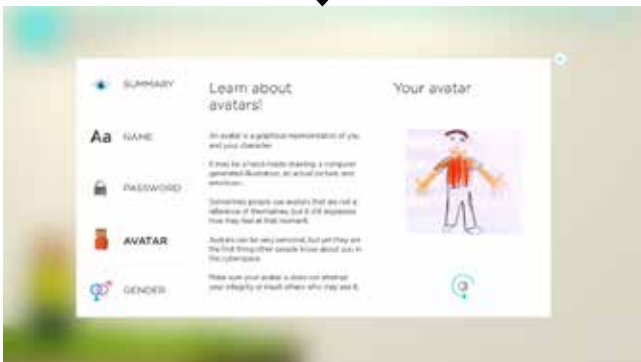 SUMMARY
Aa NAME
PASSWORD
AVATAR
GENDER
Learn about
avatars!
An avatar is a graphical representation of you
and your character.
It may be a hand-made drawing, a computer
generated illustration, an actual picture, and
emoticon...
Sometimes people use avatars that are not a
reference of themselves, but it still expresses
how they feel at that moment.
Avatars can be very personal, but yet they are
the first thing other people know about you in
the cyberspace.
Make sure your avatar is does not attempt
your integrity or insult others who may see it.
Your avatar